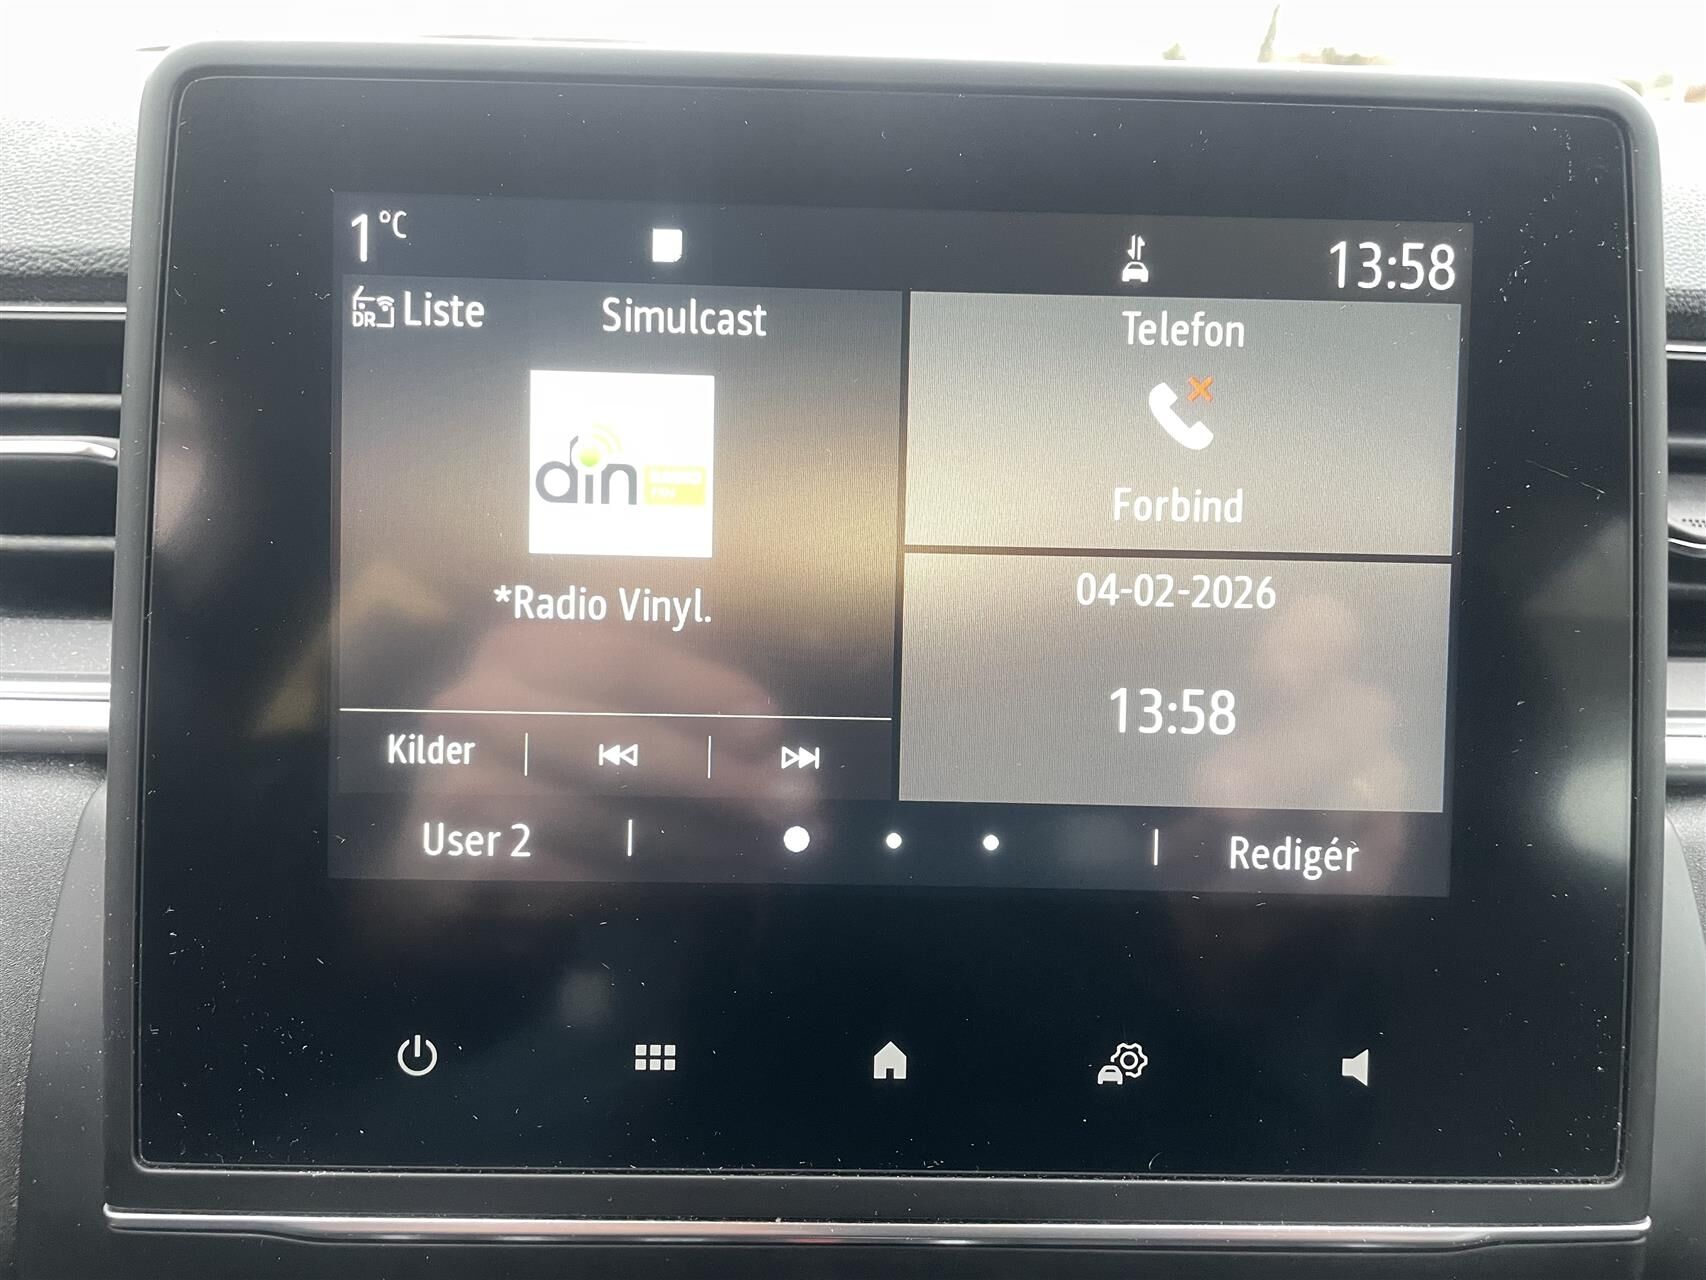 1°C
13:58
DR Liste
Simulcast
din
*Radio Vinyl.
Kilder
Telefon
Forbind
04-02-2026
13:58
User 2
Redigér